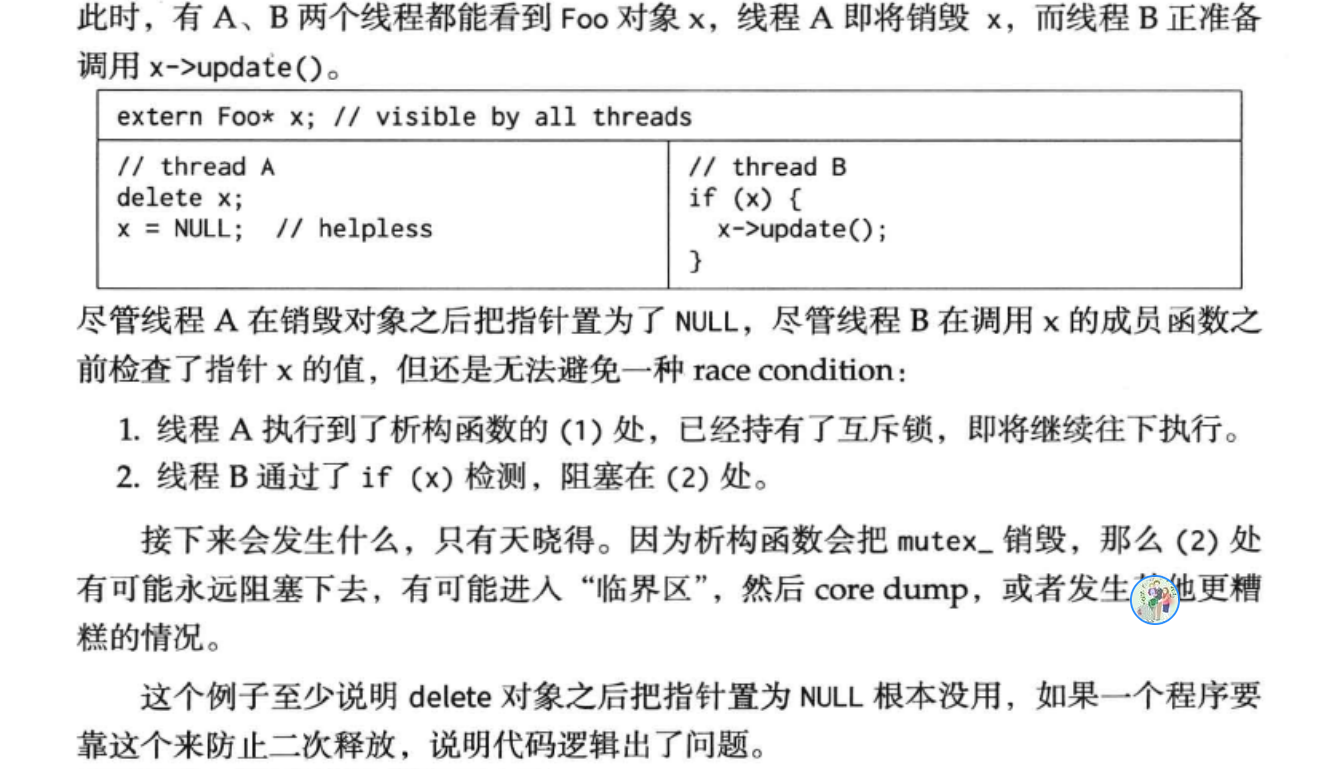 此时，有 A、B 两个线程都能看到 Foo 对象 x，线程 A 即将销毁 x，而线程 B 正准备
调用 x->update()。
extern Foo* x; // visible by all threads
// thread A
delete x;
x = NULL;  // helpless
// thread B
if (x) {
  x->update();
}
尽管线程 A 在销毁对象之后把指针置为了 NULL，尽管线程 B 在调用 x 的成员函数之
前检查了指针 x 的值，但还是无法避免一种 race condition：
1. 线程 A 执行到了析构函数的 (1) 处，已经持有了互斥锁，即将继续往下执行。
2. 线程 B 通过了 if (x) 检测，阻塞在 (2) 处。
接下来会发生什么，只有天晓得。因为析构函数会把 mutex_ 销毁，那么 (2) 处
有可能永远阻塞下去，有可能进入“临界区”，然后 core dump，或者发生他更糟
糕的情况。
这个例子至少说明 delete 对象之后把指针置为 NULL 根本没用，如果一个程序要
靠这个来防止二次释放，说明代码逻辑出了问题。